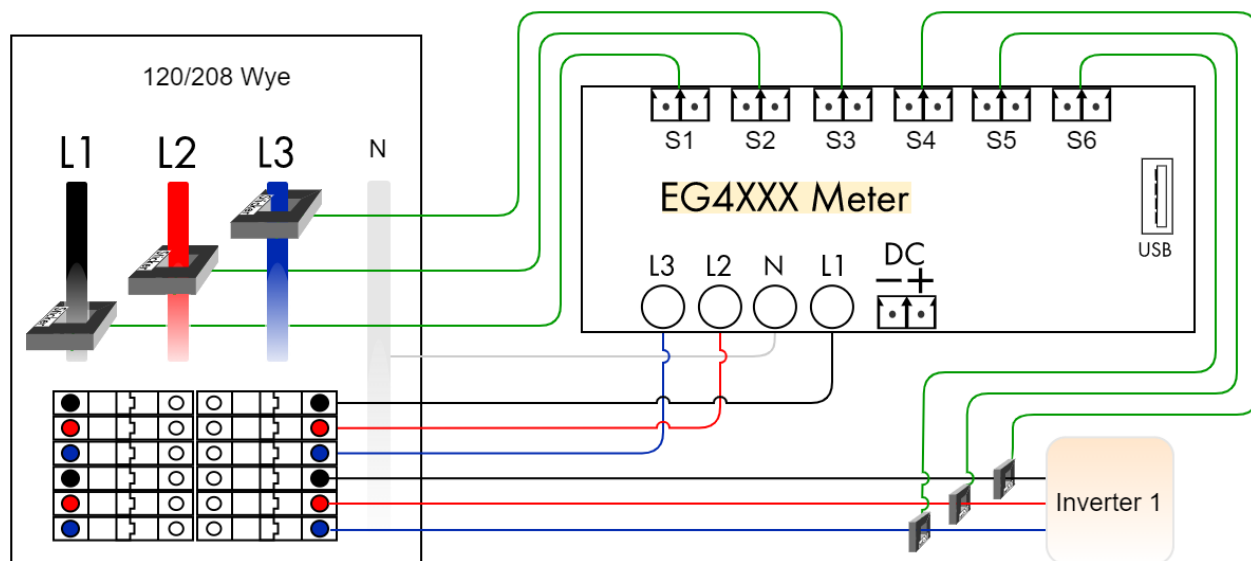 120/208 Wye
L1 L2 L3 N
S1 S2 S3 S4 S5 S6
EG4XXX Meter
USB
L3 L2 N L1 DC
− +
Inverter 1